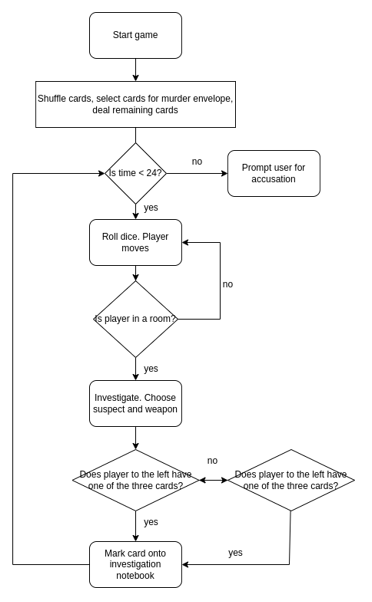 Start game
Shuffle cards, select cards for murder envelope,
deal remaining cards
Is time < 24?
no
Prompt user for
accusation
yes
Roll dice. Player
moves
no
Is player in a room?
yes
Investigate. Choose
suspect and weapon
Does player to the left have
one of the three cards?
no
Does player to the left have
one of the three cards?
yes
yes
Mark card onto
investigation
notebook